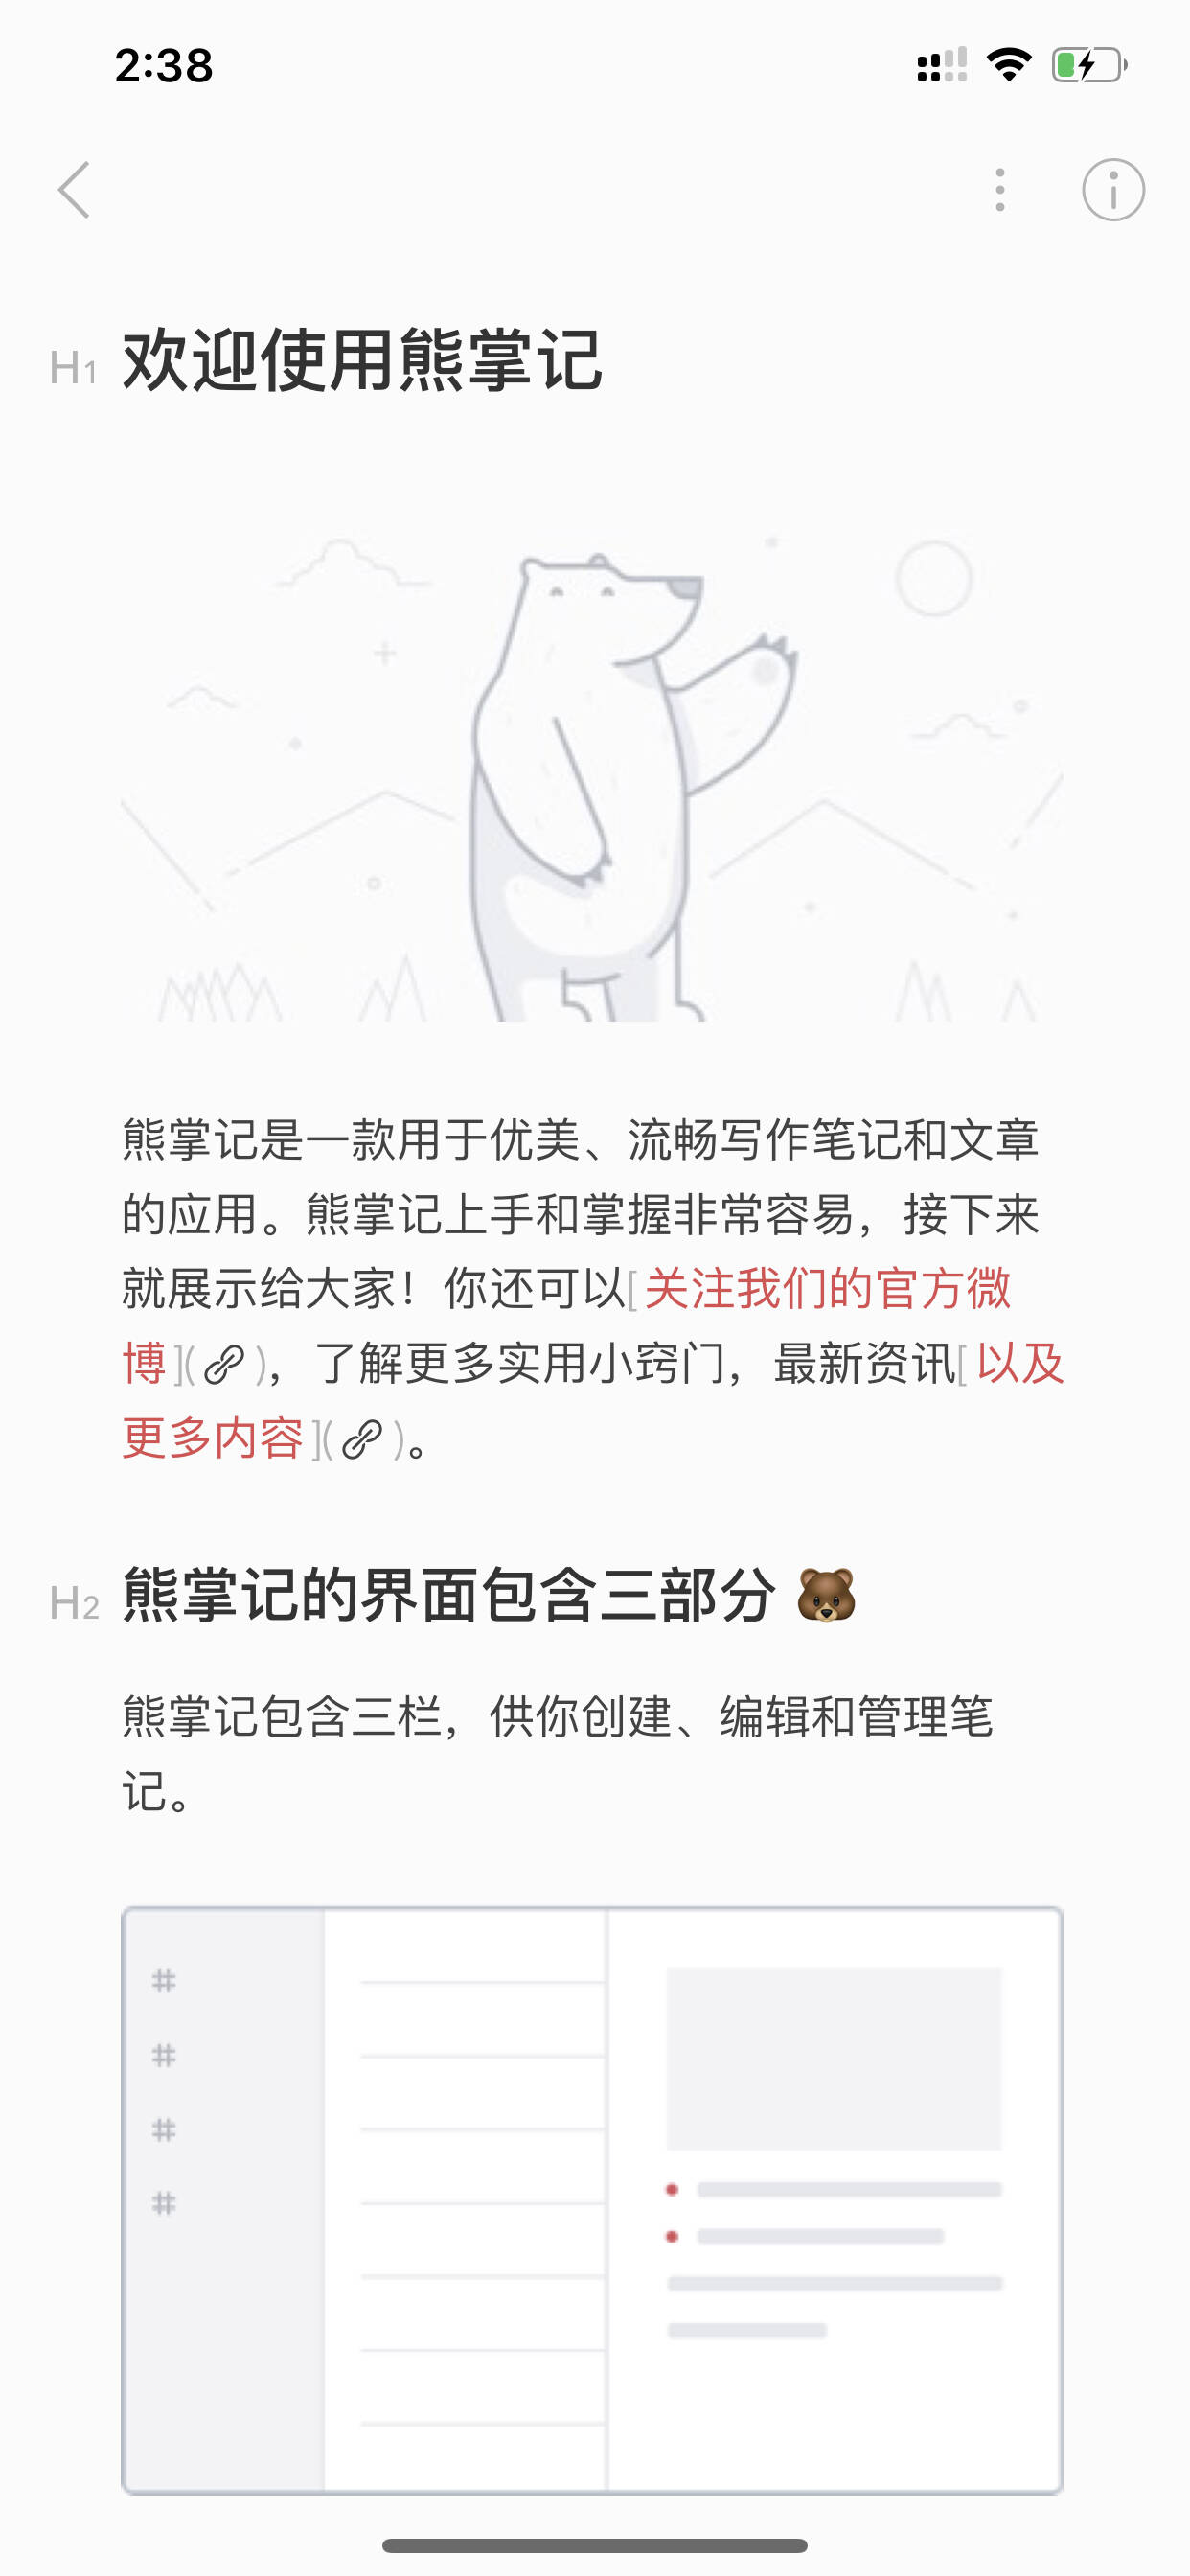 2:38
H1 欢迎使用熊掌记
熊掌记是一款用于优美、流畅写作笔记和文章
的应用。熊掌记上手和掌握非常容易，接下来
就展示给大家！你还可以[关注我们的官方微
博](🔗)，了解更多实用小窍门，最新资讯[以及
更多内容](🔗)。
H2 熊掌记的界面包含三部分 🐻
熊掌记包含三栏，供你创建、编辑和管理笔
记。
#
#
#
#